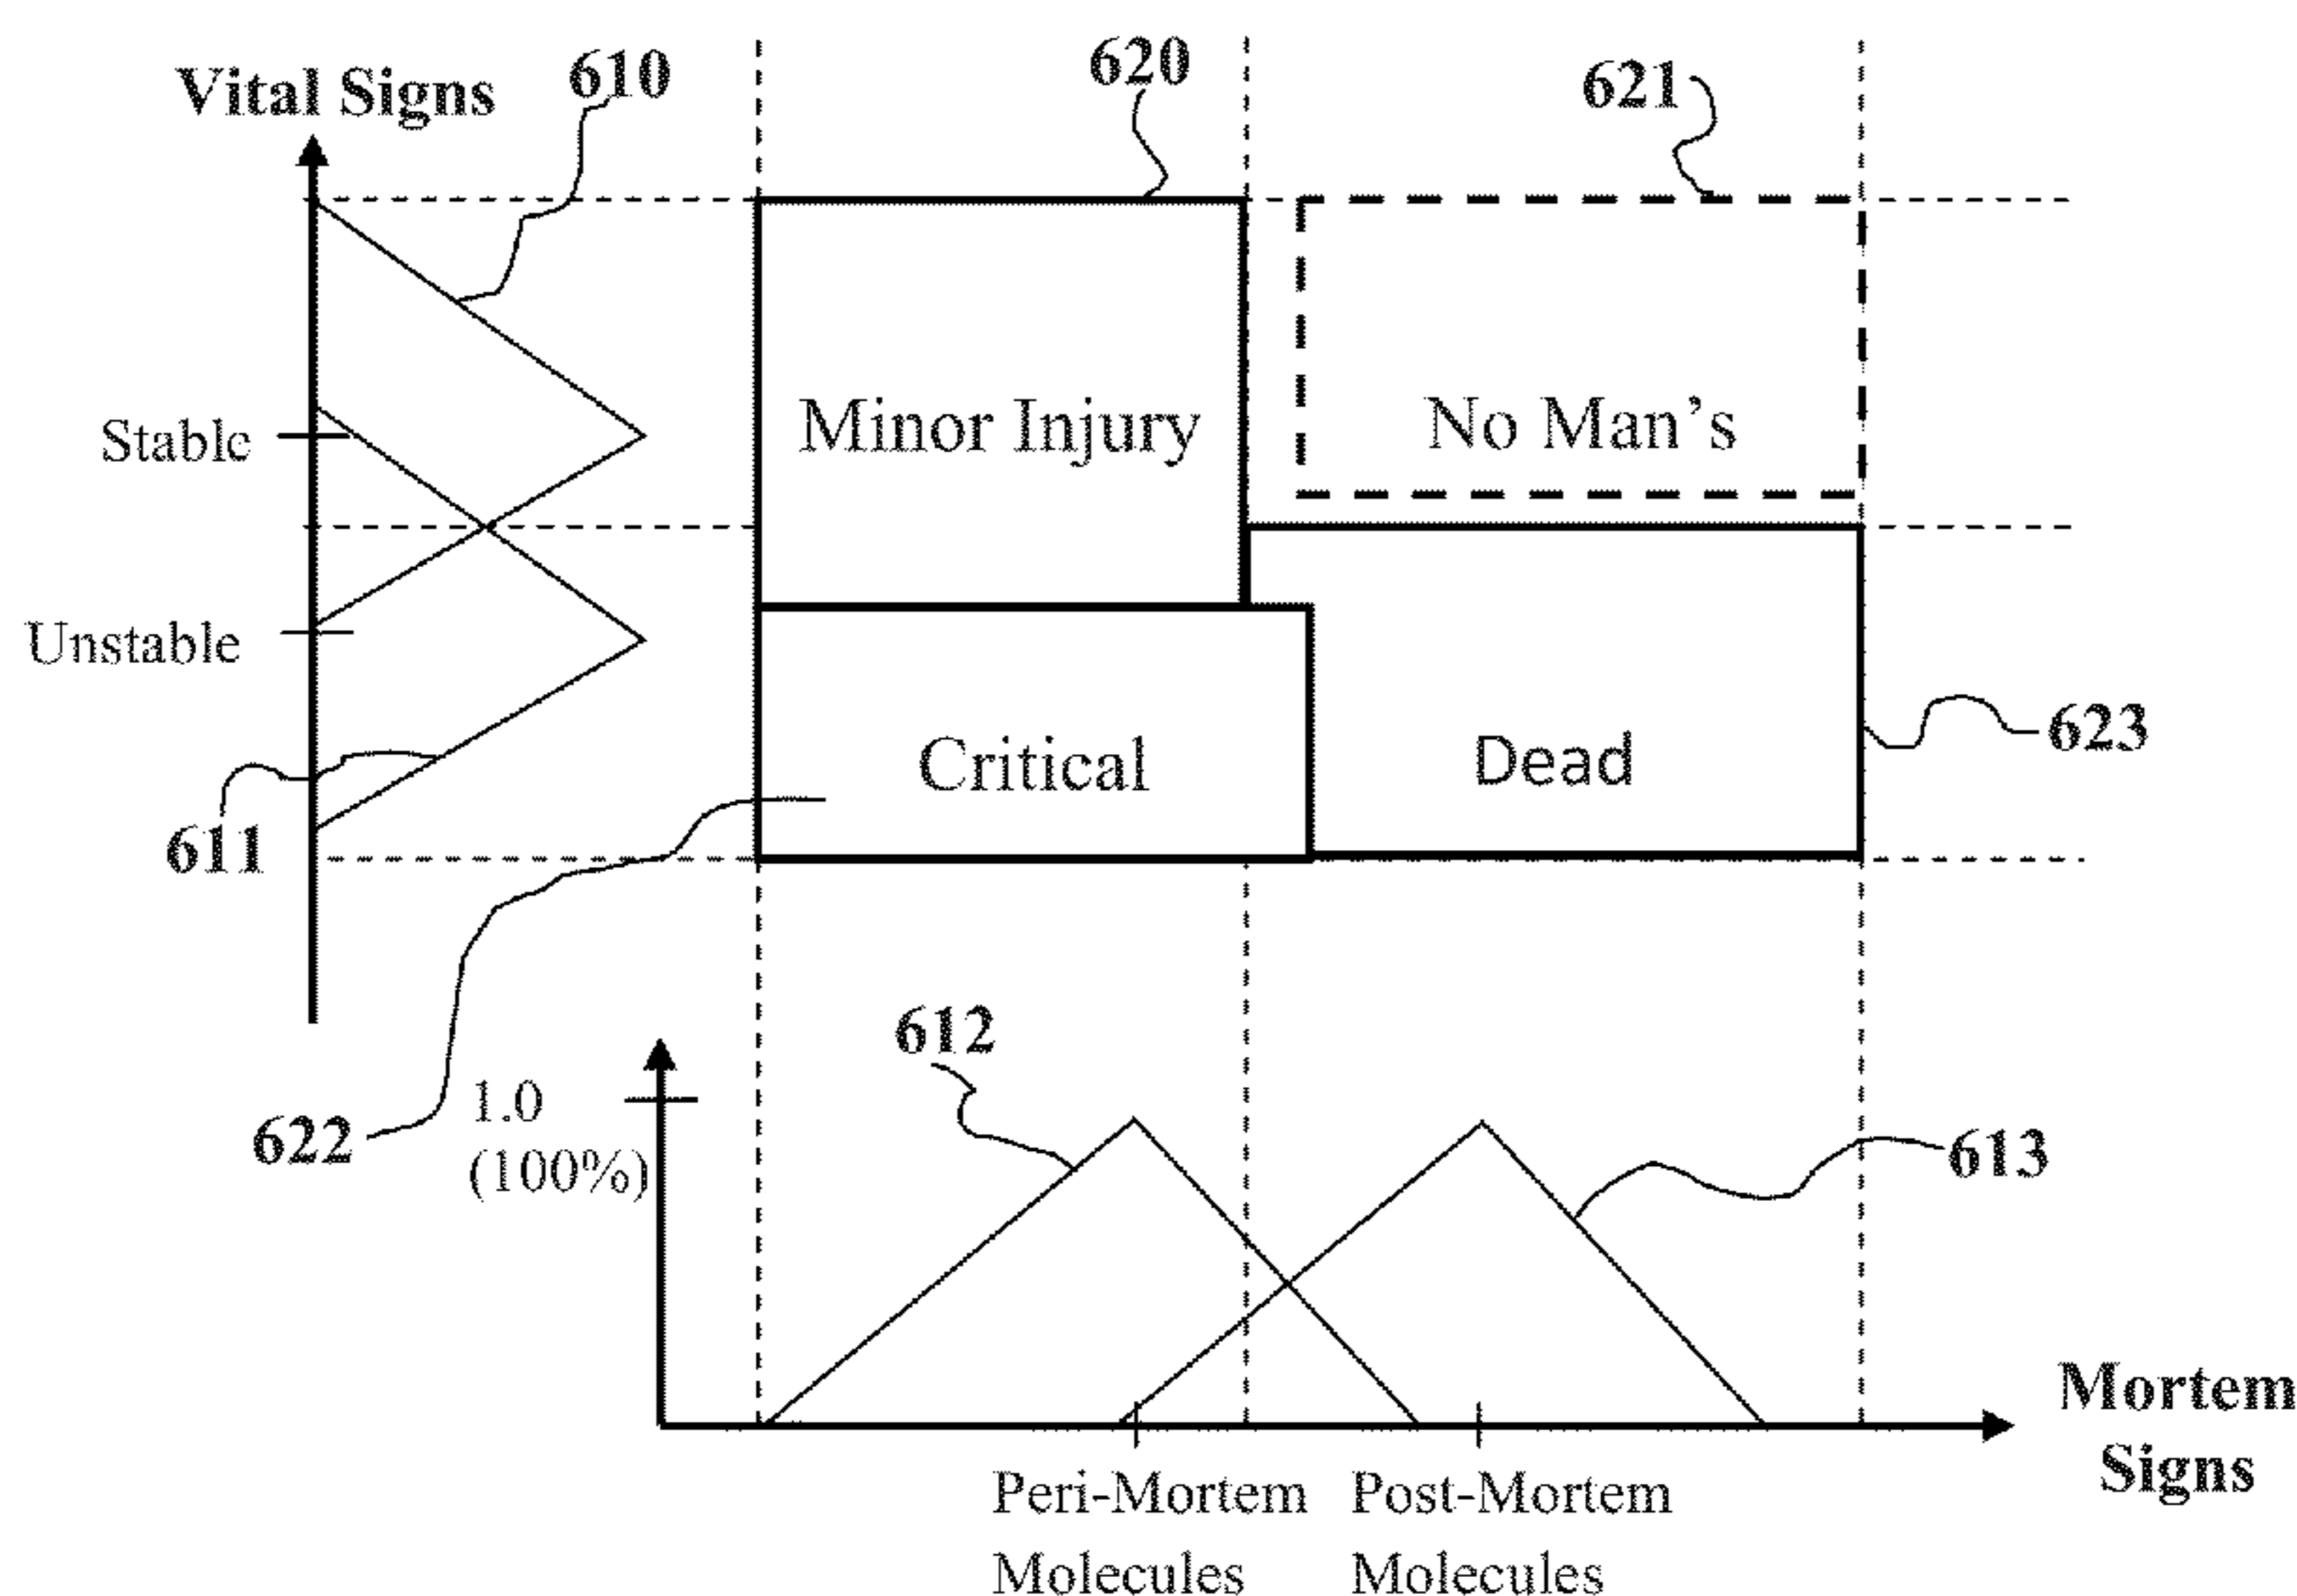 620
610
621
Vital Signs
Minor Injury
No Man's
Stable
Unstable
623
Critical
Dead
611
612
1.0
(100%)
622
613
Mortem
Signs
Peri-Mortem
Molecules
Post-Mortem
Molecules